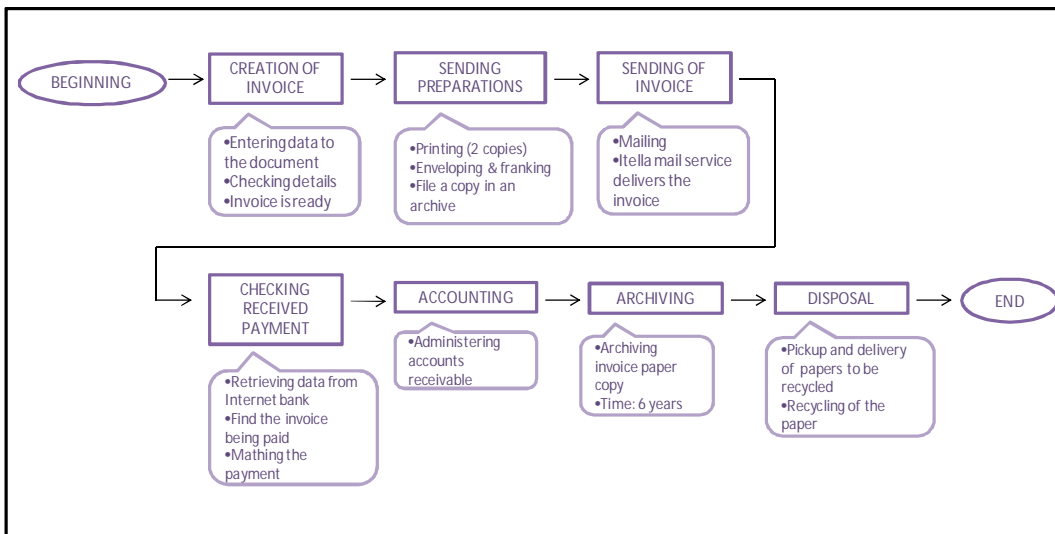 BEGINNING
CREATION OF
INVOICE
SENDING
PREPARATIONS
SENDING OF
INVOICE
•Entering data to
the document
•Checking details
•Invoice is ready
•Printing (2 copies)
•Enveloping & franking
•File a copy in an
archive
•Mailing
•Itella mail service
delivers the
invoice
CHECKING
RECEIVED
PAYMENT
ACCOUNTING
ARCHIVING
DISPOSAL
END
•Retrieving data from
Internet bank
•Find the invoice
being paid
•Mathing the
payment
•Administering
accounts
receivable
•Archiving
invoice paper
copy
•Time: 6 years
•Pickup and delivery
of papers to be
recycled
•Recycling of the
paper